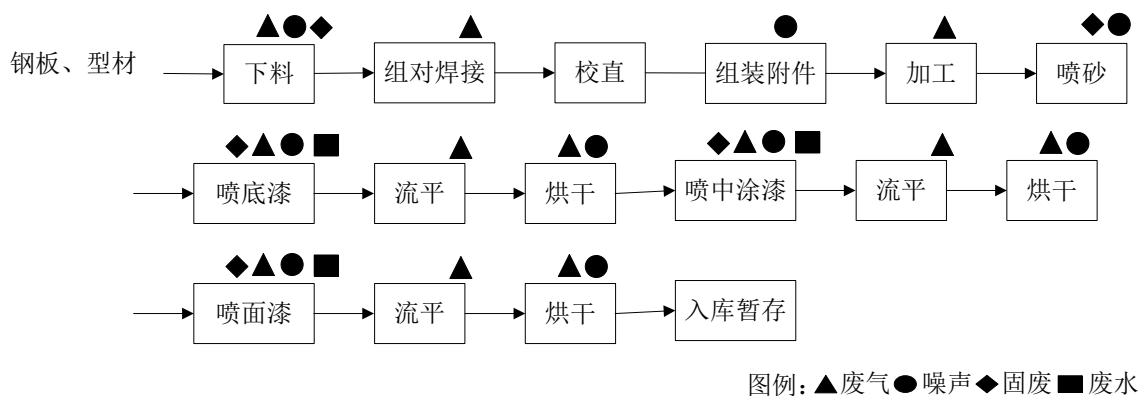 钢板、型材 下料 组对焊接 校直 组装附件 加工 喷砂
喷底漆 流平 烘干 喷中涂漆 流平 烘干
喷面漆 流平 烘干 入库暂存
图例：▲废气●噪声◆固废■废水